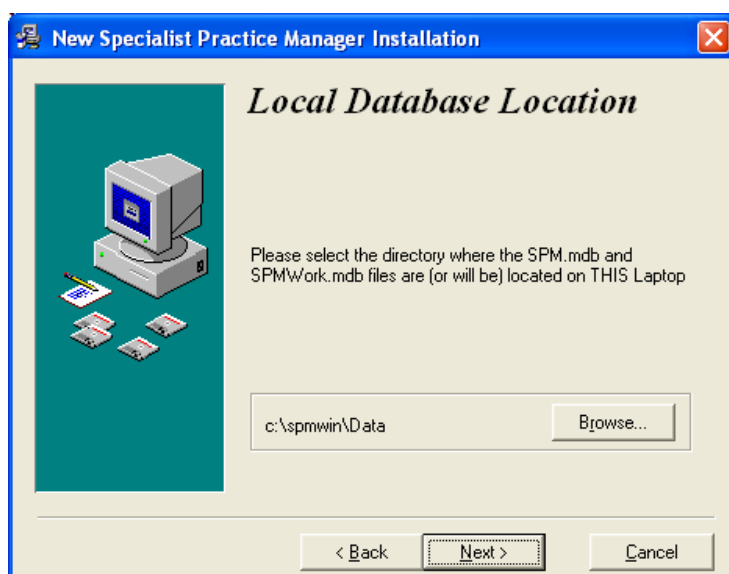 New Specialist Practice Manager Installation
Local Database Location
Please select the directory where the SPM.mdb and
SPMWork.mdb files are (or will be) located on THIS Laptop
c:\spmwin\Data
Browse...
< Back
Next >
Cancel